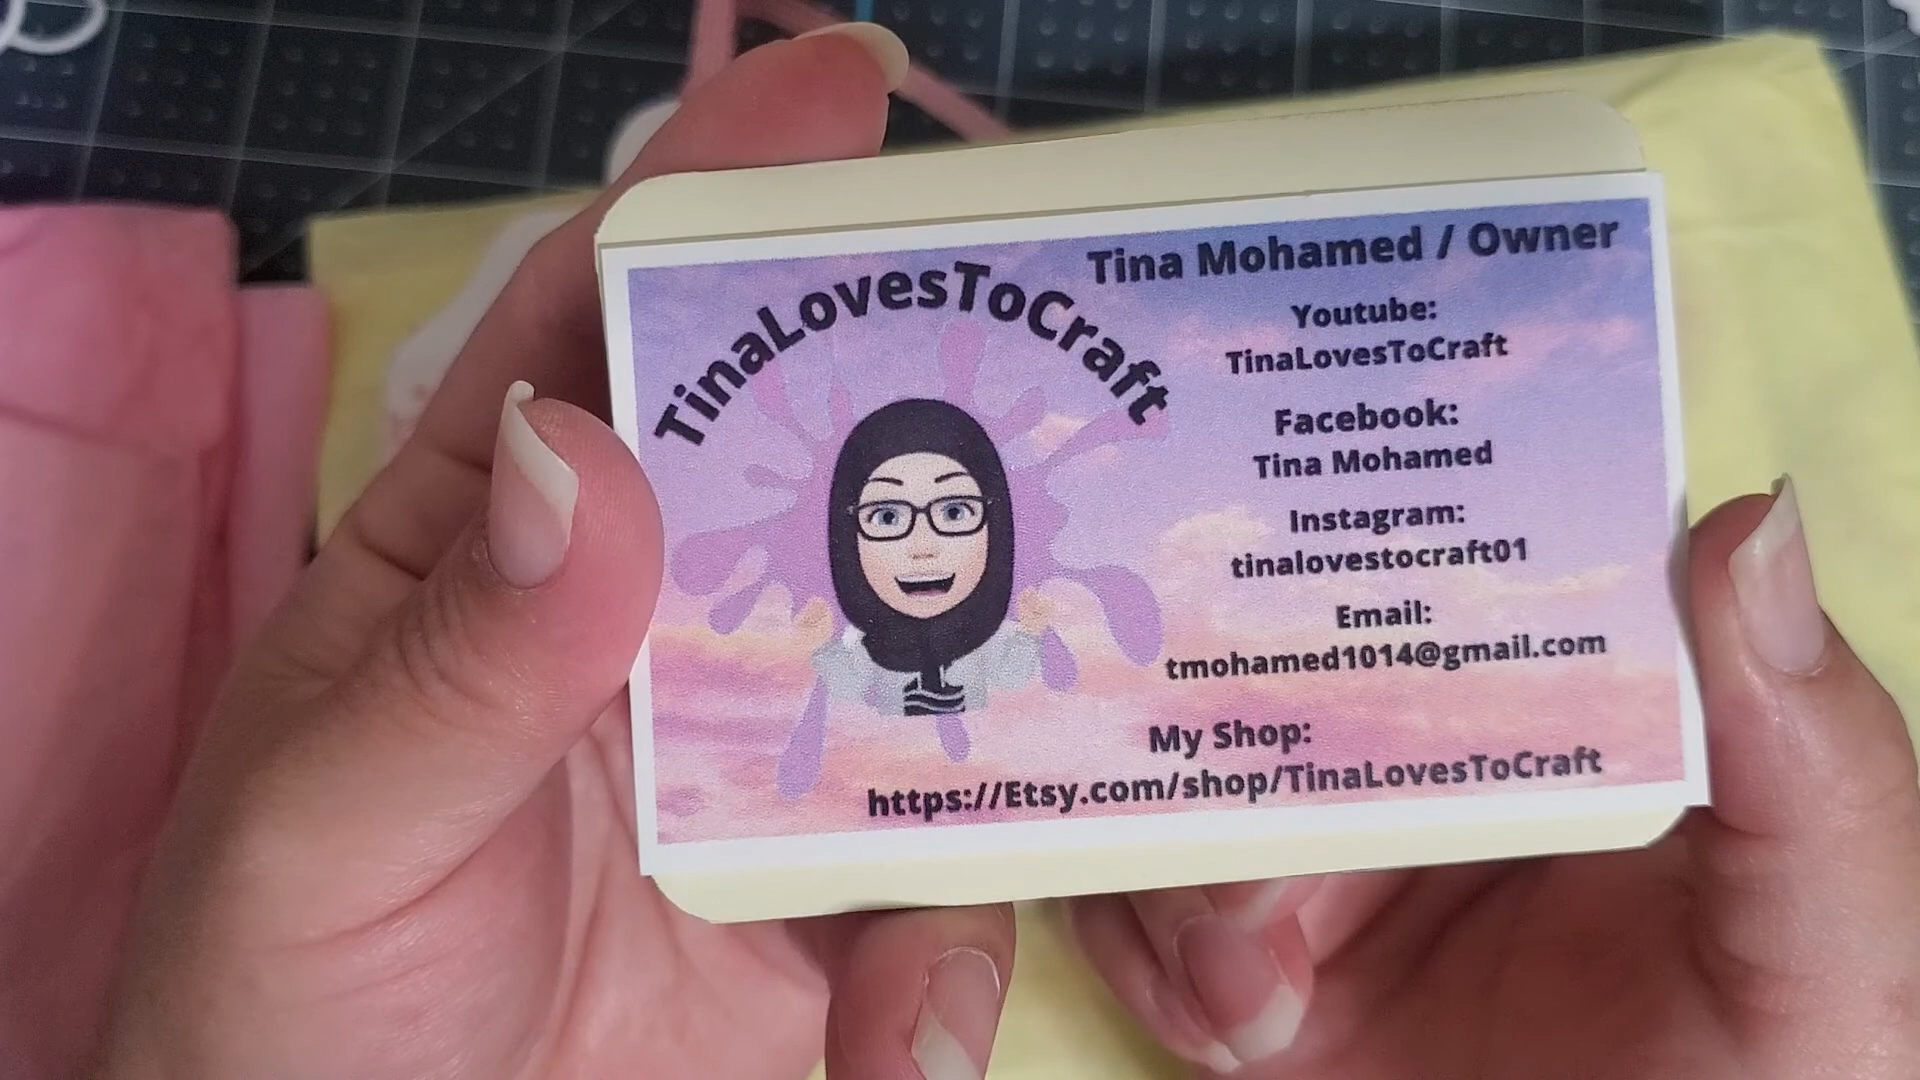 TinaLovesToCraft
Tina Mohamed / Owner
Youtube:
TinaLovesToCraft
Facebook:
Tina Mohamed
Instagram:
tinalovestocraft01
Email:
tmohamed1014@gmail.com
My Shop:
https://Etsy.com/shop/TinaLovesToCraft